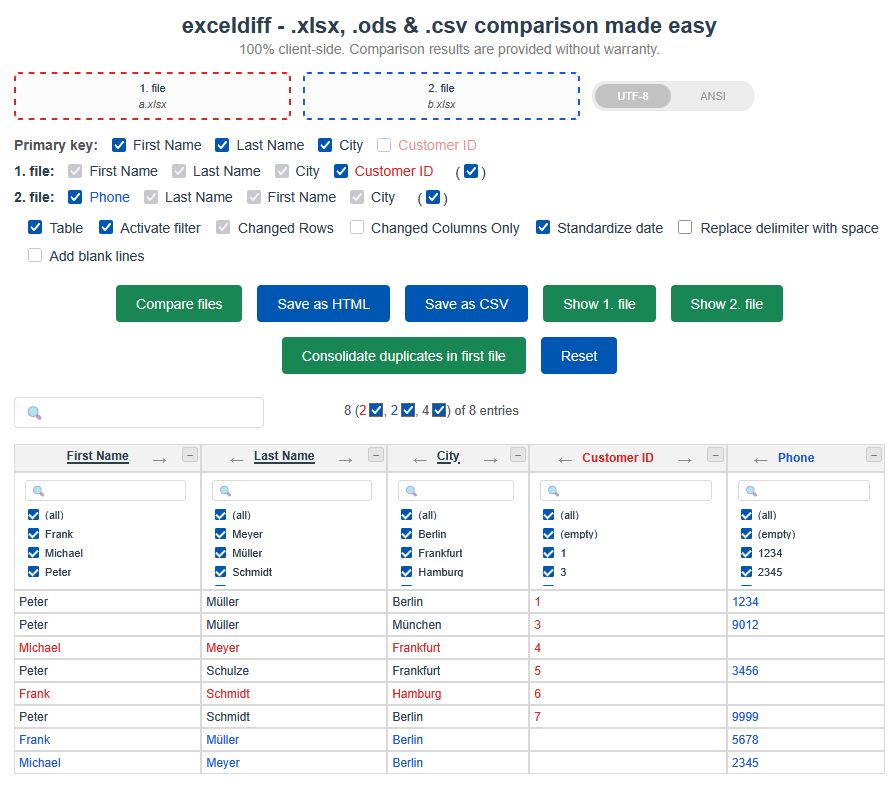 exceldiff - .xlsx, .ods & .csv comparison made easy
100% client-side. Comparison results are provided without warranty.
1. file
a.xlsx
2. file
b.xlsx
UTF-8 ANSI
Primary key: First Name Last Name City Customer ID
1. file: First Name Last Name City Customer ID ( )
2. file: Phone Last Name First Name City ( )
Table Activate filter Changed Rows Changed Columns Only Standardize date Replace delimiter with space
Add blank lines
Compare files Save as HTML Save as CSV Show 1. file Show 2. file
Consolidate duplicates in first file Reset
8 (2 , 2 , 4 ) of 8 entries
First Name → − ← Last Name → − ← City → − ← Customer ID → − ← Phone −
(all) (all) (all) (all) (all)
Frank Meyer Berlin (empty) (empty)
Michael Müller Frankfurt 1 1234
Peter Schmidt Hamburg 3 2345
Peter Müller Berlin 1 1234
Peter Müller München 3 9012
Michael Meyer Frankfurt 4
Peter Schulze Frankfurt 5 3456
Frank Schmidt Hamburg 6
Peter Schmidt Berlin 7 9999
Frank Müller Berlin 5678
Michael Meyer Berlin 2345